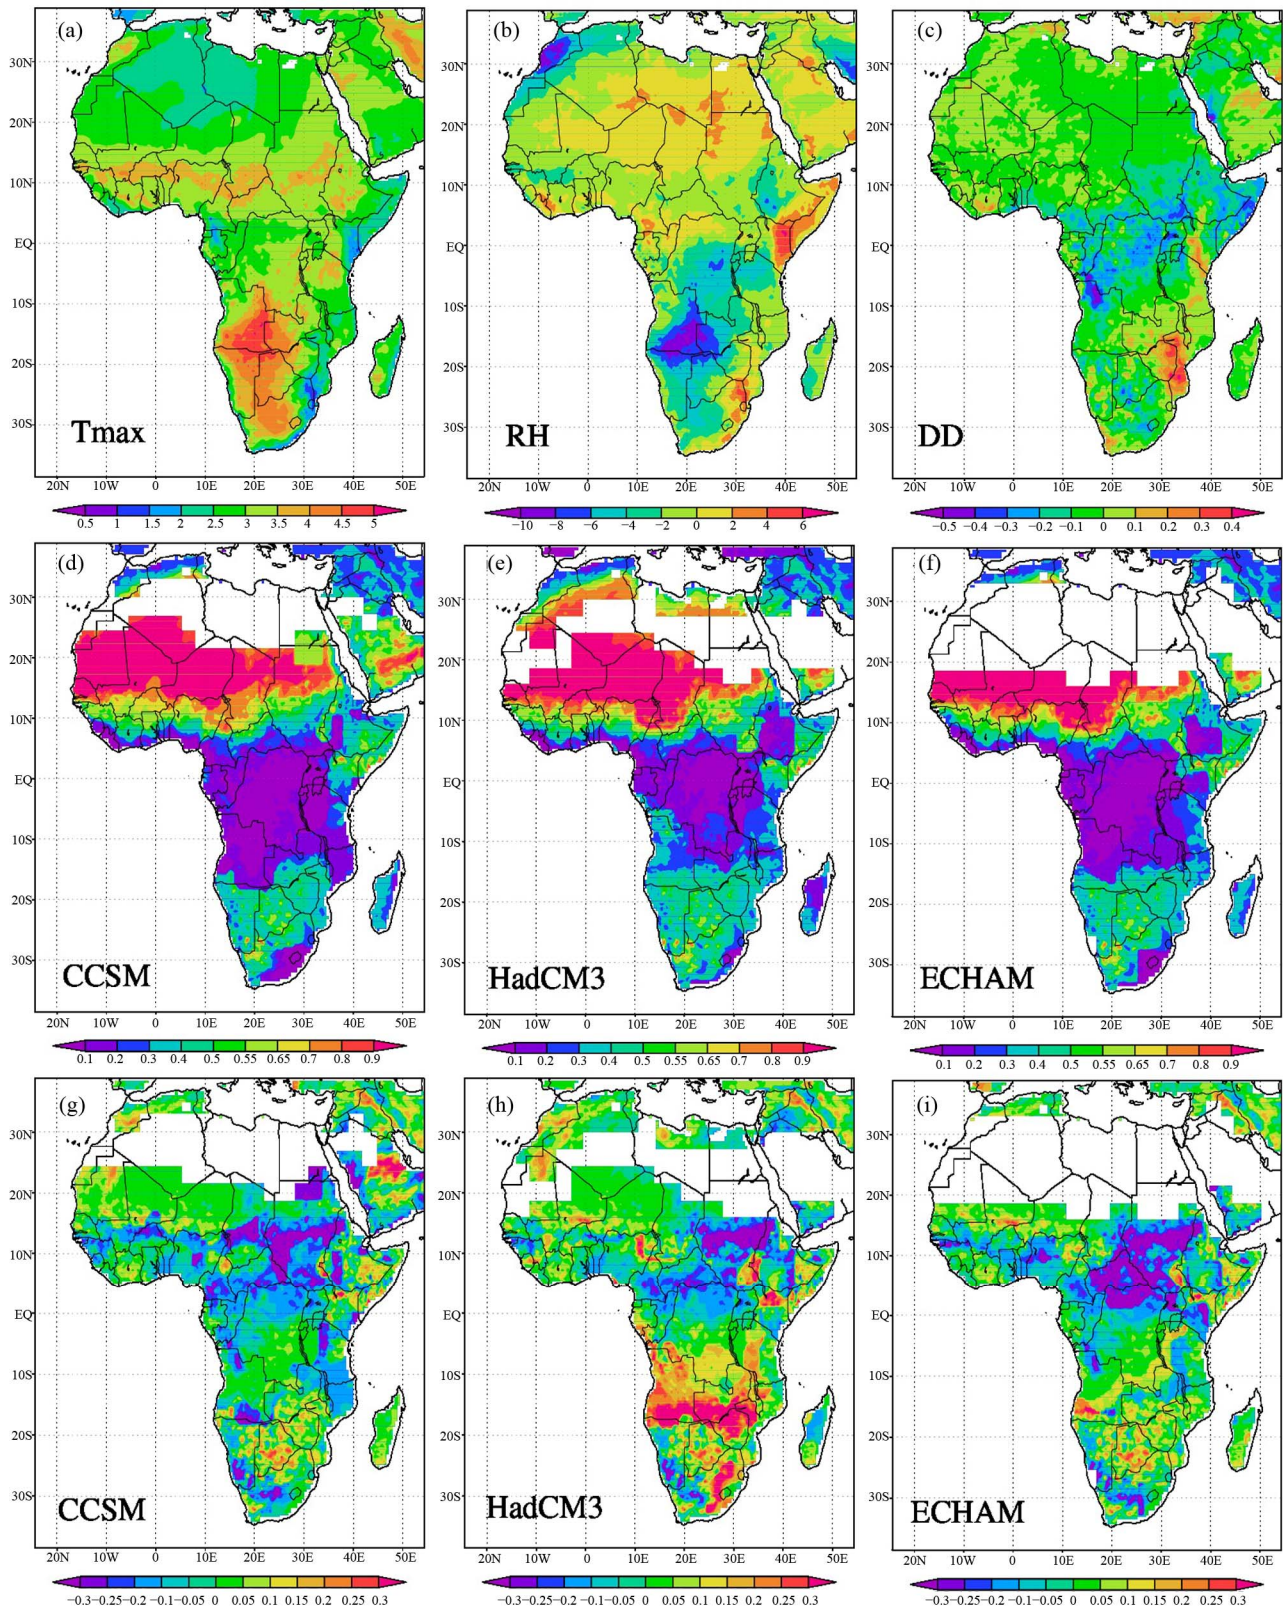 (a)
30N
20N
10N
EQ
10S
20S
30S
Tmax
20N 10W 0 10E 20E 30E 40E 50E
0.5 1 1.5 2 2.5 3 3.5 4 4.5 5
(b)
30N
20N
10N
EQ
10S
20S
30S
RH
20N 10W 0 10E 20E 30E 40E 50E
−10 −8 −6 −4 −2 0 2 4 6
(c)
30N
20N
10N
EQ
10S
20S
30S
DD
20N 10W 0 10E 20E 30E 40E 50E
−0.5 −0.4 −0.3 −0.2 −0.1 0 0.1 0.2 0.3 0.4
(d)
30N
20N
10N
EQ
10S
20S
30S
CCSM
20N 10W 0 10E 20E 30E 40E 50E
0.1 0.2 0.3 0.4 0.5 0.55 0.65 0.7 0.8 0.9
(e)
30N
20N
10N
EQ
10S
20S
30S
HadCM3
20N 10W 0 10E 20E 30E 40E 50E
0.1 0.2 0.3 0.4 0.5 0.55 0.65 0.7 0.8 0.9
(f)
30N
20N
10N
EQ
10S
20S
30S
ECHAM
20N 10W 0 10E 20E 30E 40E 50E
0.1 0.2 0.3 0.4 0.5 0.55 0.65 0.7 0.8 0.9
(g)
30N
20N
10N
EQ
10S
20S
30S
CCSM
20N 10W 0 10E 20E 30E 40E 50E
−0.3−0.25−0.2−0.1−0.05 0 0.05 0.1 0.15 0.2 0.25 0.3
(h)
30N
20N
10N
EQ
10S
20S
30S
HadCM3
20N 10W 0 10E 20E 30E 40E 50E
−0.3−0.25−0.2−0.1−0.05 0 0.05 0.1 0.15 0.2 0.25 0.3
(i)
30N
20N
10N
EQ
10S
20S
30S
ECHAM
20N 10W 0 10E 20E 30E 40E 50E
−0.3−0.25−0.2−0.1−0.05 0 0.05 0.1 0.15 0.2 0.25 0.3